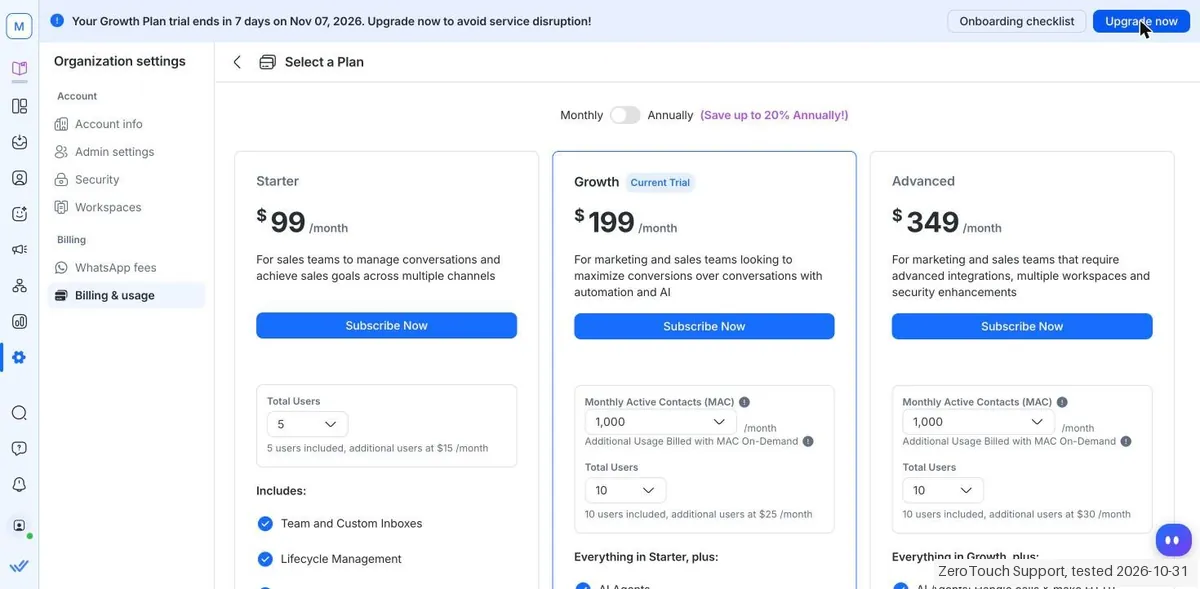 M
Your Growth Plan trial ends in 7 days on Nov 07, 2026. Upgrade now to avoid service disruption!
Onboarding checklist
Upgrade now
Organization settings
Account
Account info
Admin settings
Security
Workspaces
Billing
WhatsApp fees
Billing & usage
Select a Plan
Monthly
Annually
(Save up to 20% Annually!)
Starter
$99 /month
For sales teams to manage conversations and
achieve sales goals across multiple channels
Subscribe Now
Total Users
5
5 users included, additional users at $15 /month
Includes:
Team and Custom Inboxes
Lifecycle Management
Growth
Current Trial
$199 /month
For marketing and sales teams looking to
maximize conversions over conversations with
automation and AI
Subscribe Now
Monthly Active Contacts (MAC)
1,000
/month
Additional Usage Billed with MAC On-Demand
Total Users
10
10 users included, additional users at $25 /month
Everything in Starter, plus:
AI Agents
Advanced
$349 /month
For marketing and sales teams that require
advanced integrations, multiple workspaces and
security enhancements
Subscribe Now
Monthly Active Contacts (MAC)
1,000
/month
Additional Usage Billed with MAC On-Demand
Total Users
10
10 users included, additional users at $30 /month
Everything in Growth, plus:
ZeroTouch Support, tested 2026-10-31